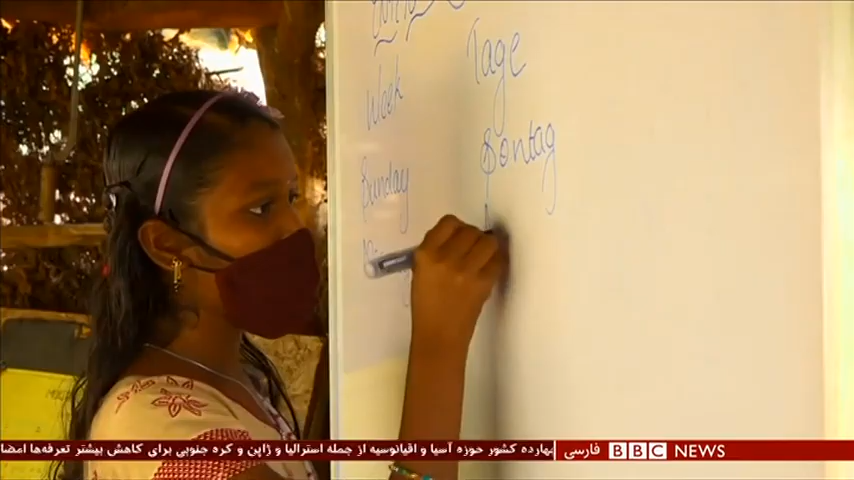 Week
Tage
Sunday
Sontag
چهارده کشور حوزه آسیا و اقیانوسیه از جمله استرالیا و ژاپن و کره جنوبی برای کاهش بیشتر تعرفه‌ها امضا
فارسی BBC NEWS